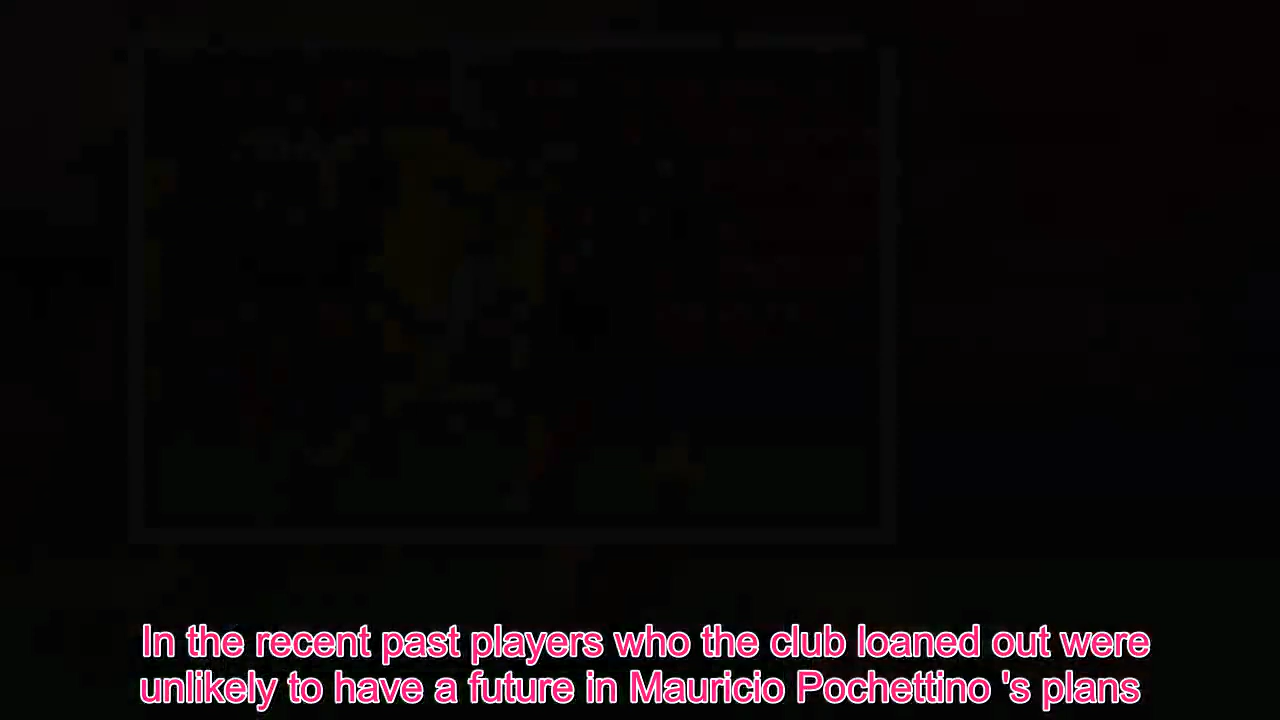 In the recent past players who the club loaned out were
unlikely to have a future in Mauricio Pochettino 's plans